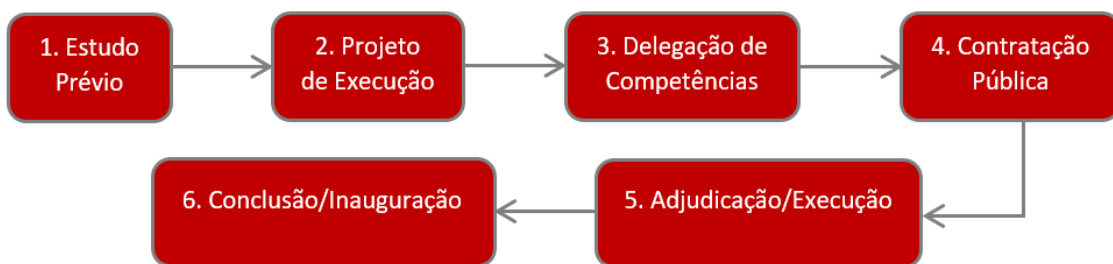 1. Estudo
Prévio
2. Projeto
de Execução
3. Delegação de
Competências
4. Contratação
Pública
5. Adjudicação/Execução
6. Conclusão/Inauguração